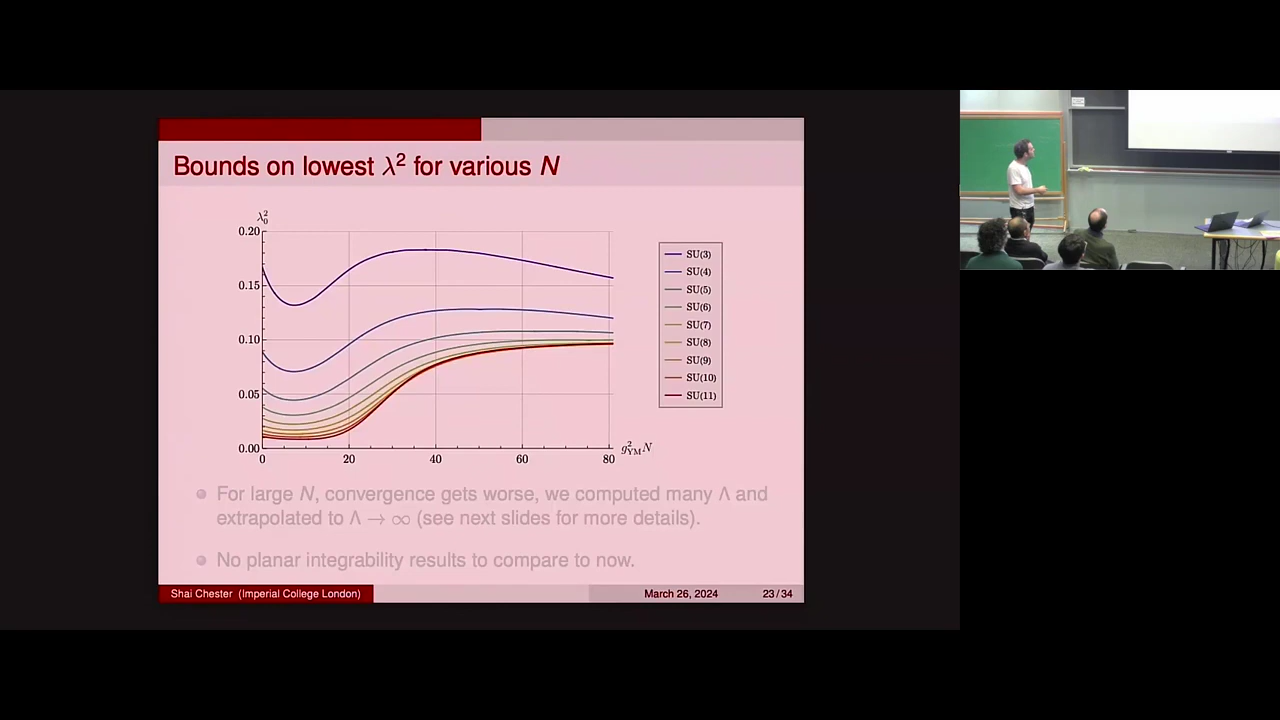 Bounds on lowest λ² for various N
λ₀²
0.20
0.15
0.10
0.05
0.00
0 20 40 60 80
g²_YM N
SU(3)
SU(4)
SU(5)
SU(6)
SU(7)
SU(8)
SU(9)
SU(10)
SU(11)
For large N, convergence gets worse, we computed many Λ and
extrapolated to Λ → ∞ (see next slides for more details).
No planar integrability results to compare to now.
Shai Chester (Imperial College London) March 26, 2024 23 / 34